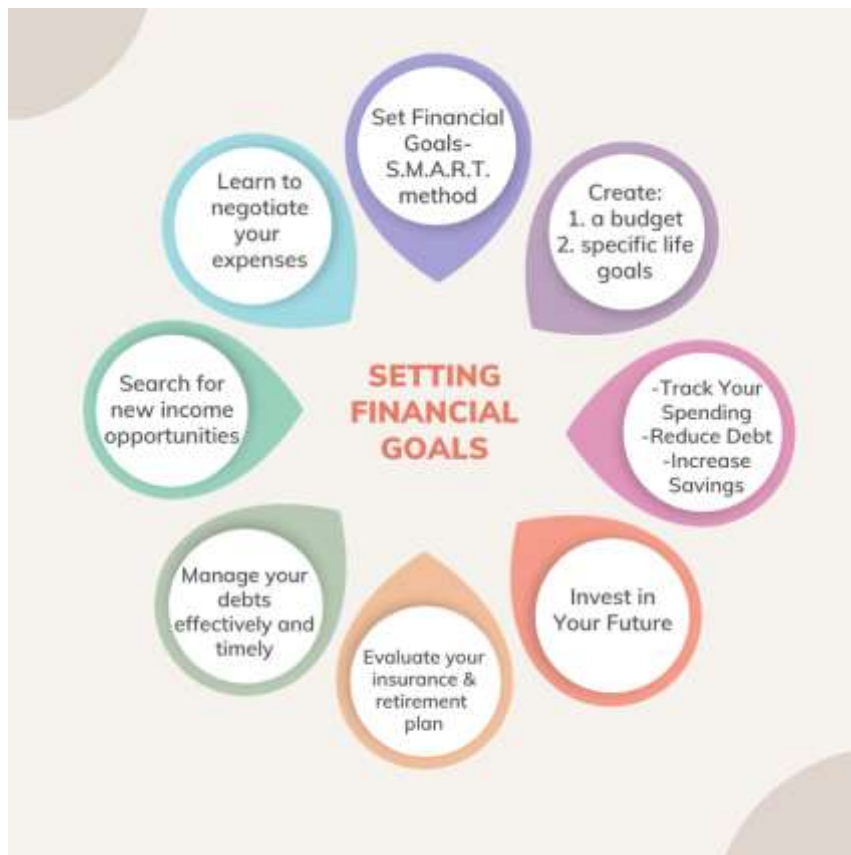 SETTING
FINANCIAL
GOALS
Set Financial
Goals-
S.M.A.R.T.
method
Create:
1. a budget
2. specific life
goals
-Track Your
Spending
-Reduce Debt
-Increase
Savings
Invest in
Your Future
Evaluate your
insurance &
retirement
plan
Manage your
debts
effectively and
timely
Search for
new income
opportunities
Learn to
negotiate
your
expenses